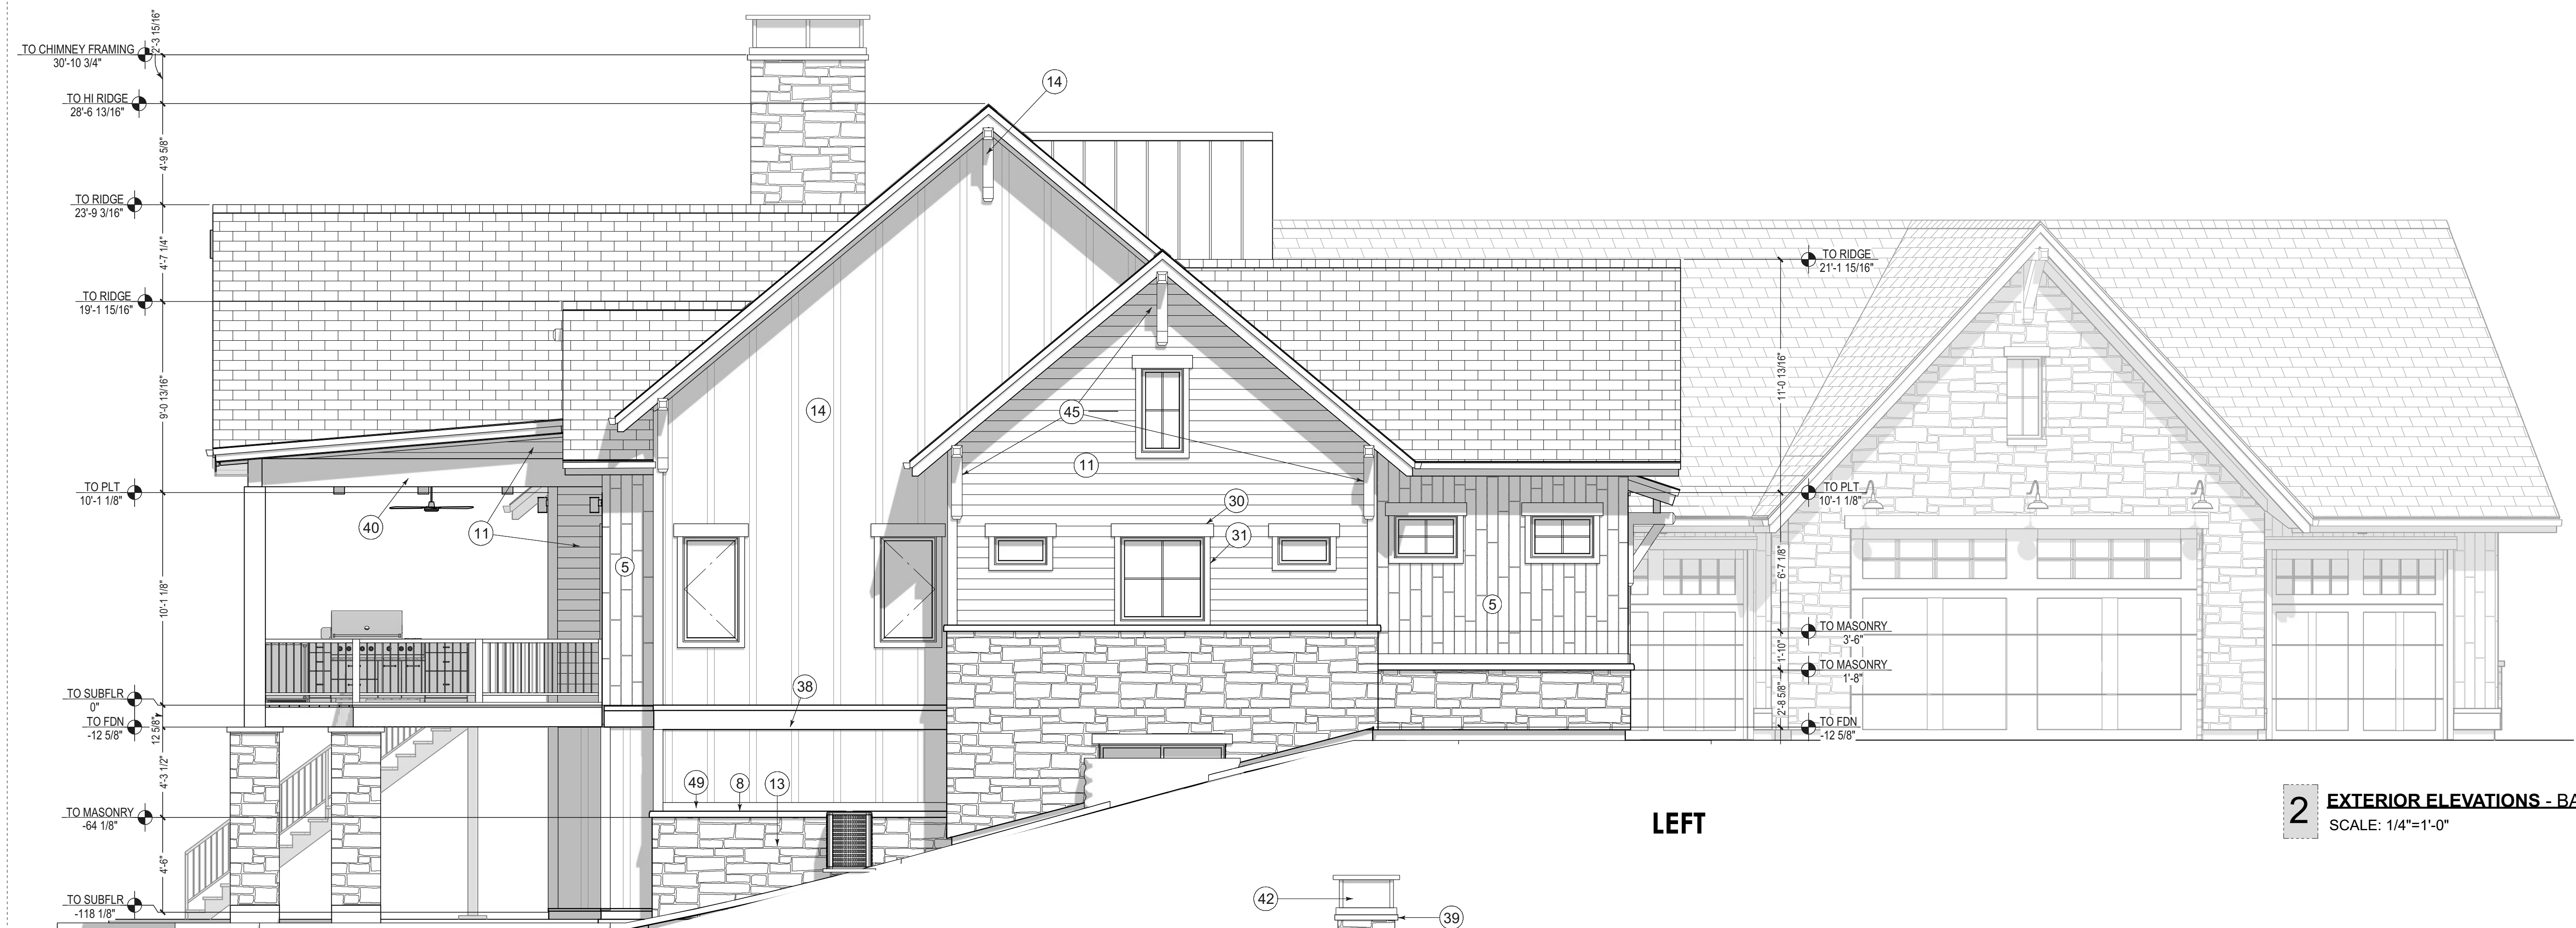 2'-3 15/16"
TO CHIMNEY FRAMING
30'-10 3/4"
14
TO HI RIDGE
28'-6 13/16"
4'-9 5/8"
TO RIDGE
23'-9 3/16"
4'-7 1/4"
TO RIDGE
21'-1 15/16"
TO RIDGE
19'-1 15/16"
9'-0 13/16"
11'-0 13/16"
14
45
11
TO PLT
10'-1 1/8"
TO PLT
10'-1 1/8"
30
40
11
31
5
6'-7 1/8"
10'-1 1/8"
5
TO MASONRY
3'-6"
1'-10"
TO MASONRY
1'-8"
38
2'-8 5/8"
TO SUBFLR
0"
12 5/8"
TO FDN
-12 5/8"
TO FDN
-12 5/8"
4'-3 1/2"
49
8
13
TO MASONRY
-64 1/8"
LEFT
2
EXTERIOR ELEVATIONS - BA
SCALE: 1/4"=1'-0"
4'-6"
TO SUBFLR
-118 1/8"
42
39